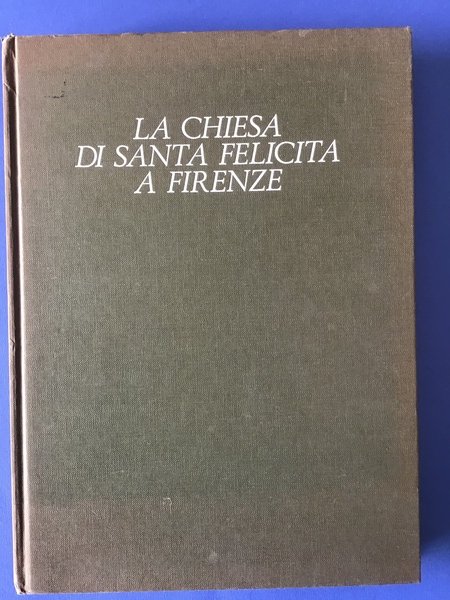 LA CHIESA
DI SANTA FELICITA
A FIRENZE